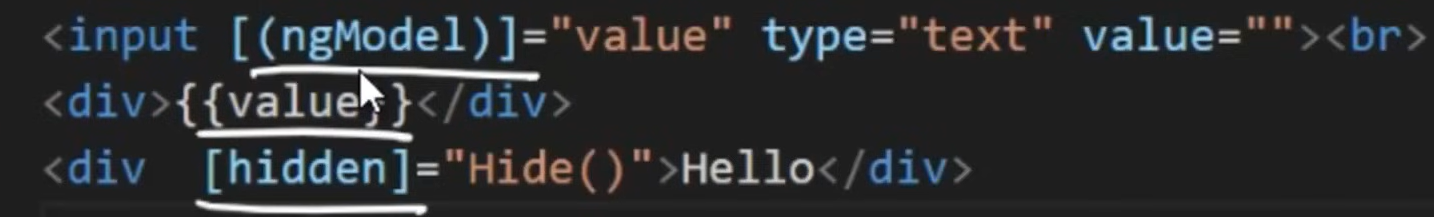 <input [(ngModel)]="value" type="text" value=""><br>
<div>{{value}}</div>
<div  [hidden]="Hide()">Hello</div>